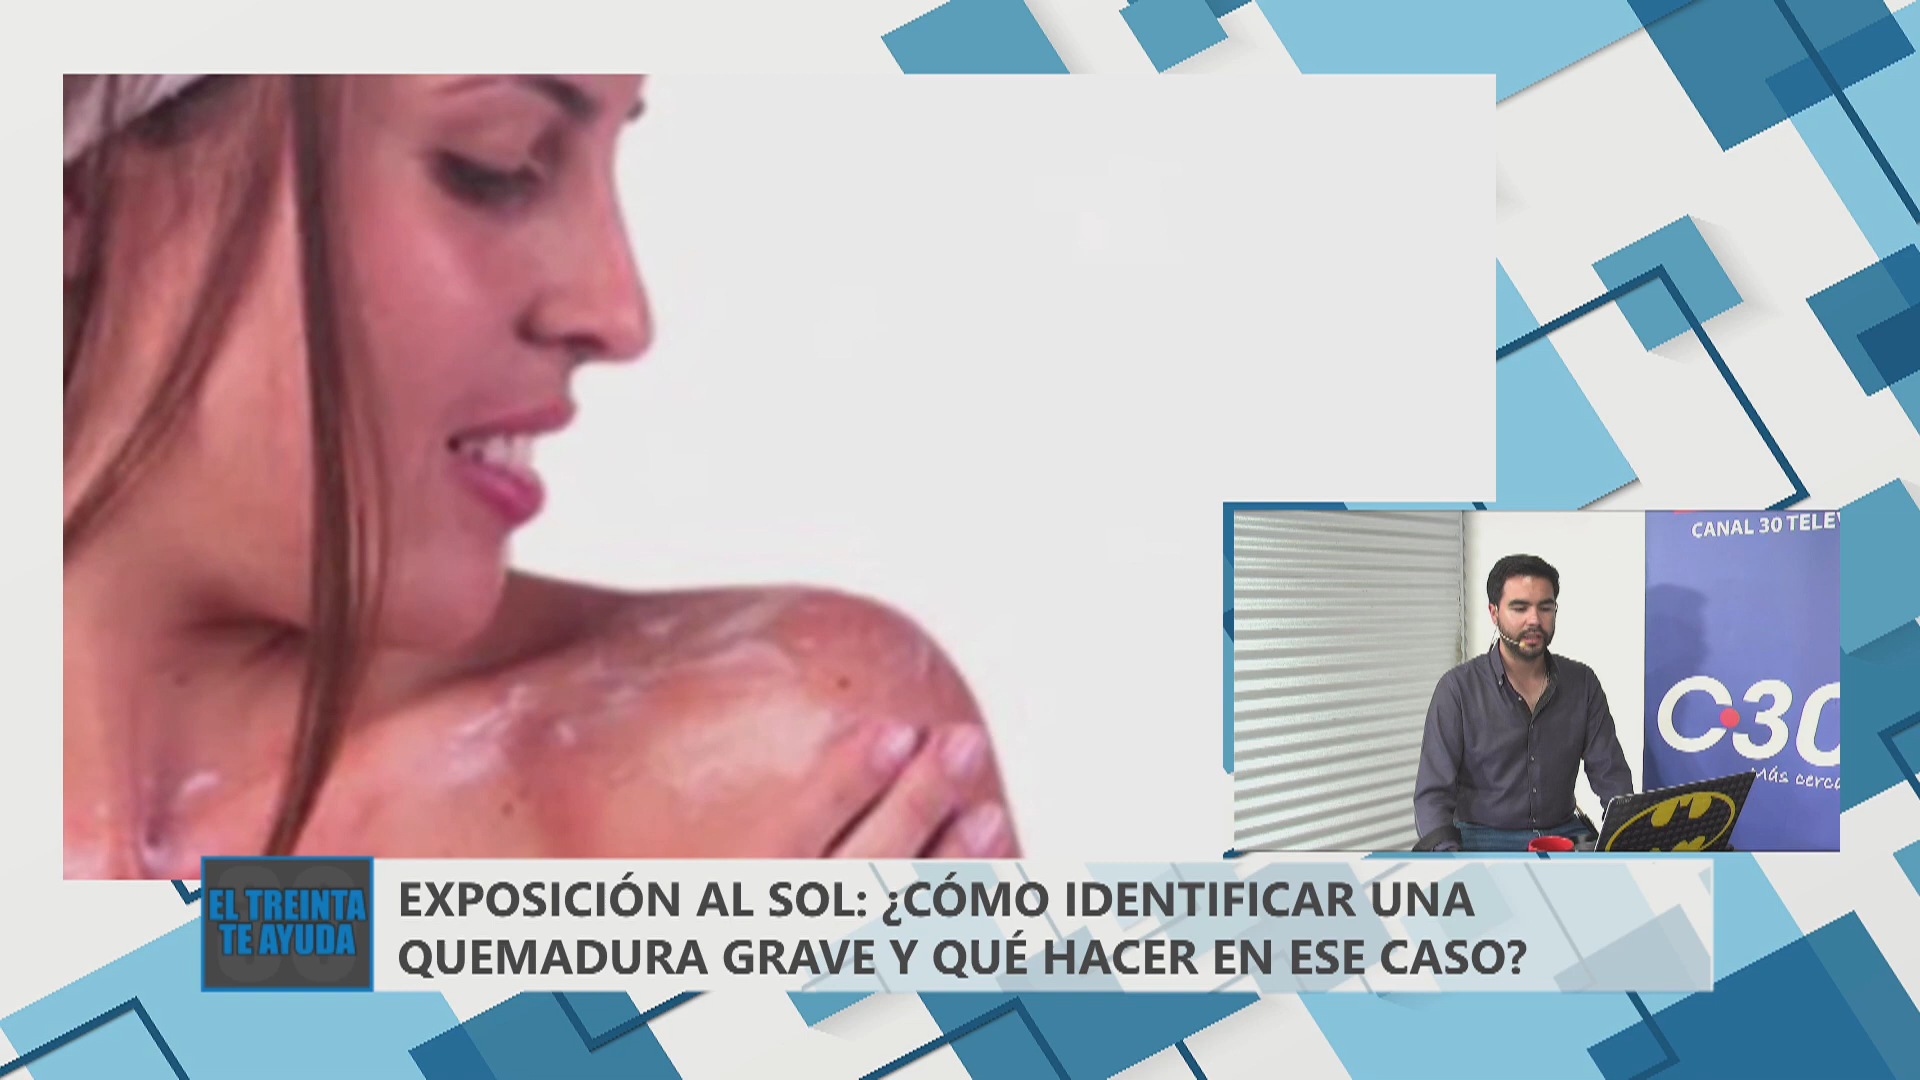 CANAL 30 TELEV
C30
Más cerca
EL TREINTA
TE AYUDA
EXPOSICIÓN AL SOL: ¿CÓMO IDENTIFICAR UNA
QUEMADURA GRAVE Y QUÉ HACER EN ESE CASO?